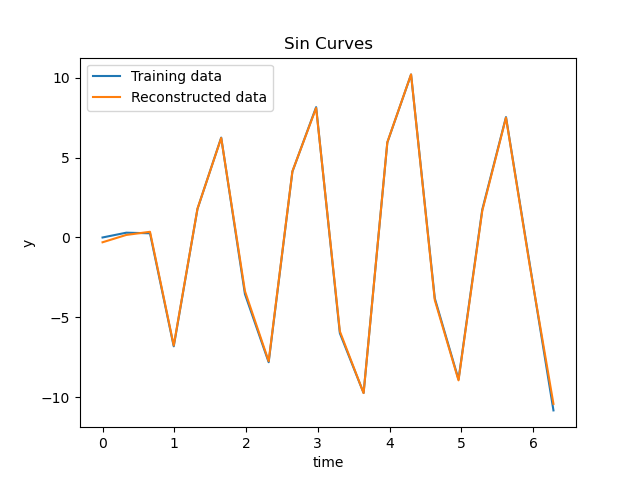 Sin Curves
Training data
Reconstructed data
10
5
0
−5
−10
y
0 1 2 3 4 5 6
time